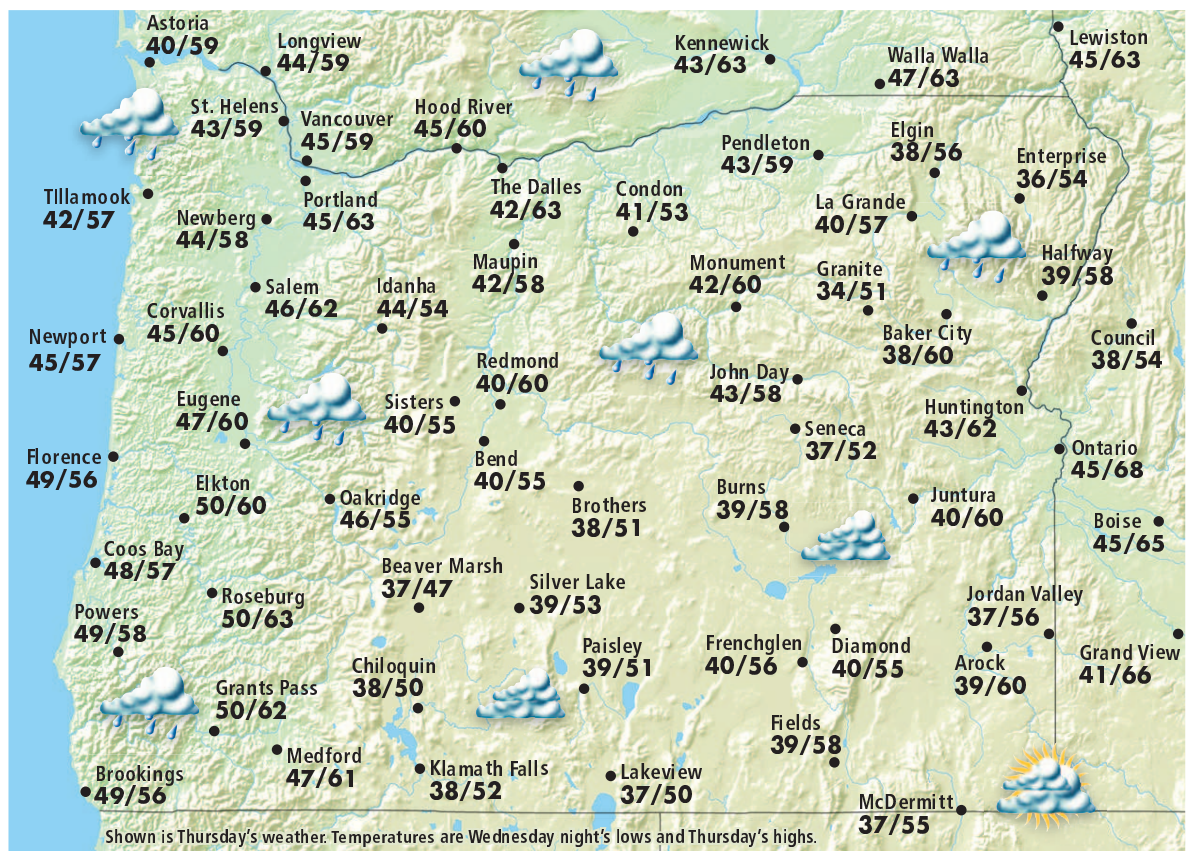 Astoria
40/59
Longview
44/59
Kennewick
43/63
Walla Walla
47/63
Lewiston
45/63
St. Helens
43/59
Vancouver
45/59
Hood River
45/60
Pendleton
43/59
Elgin
38/56
Enterprise
36/54
TIllamook
42/57
Newberg
44/58
Portland
45/63
The Dalles
42/63
Condon
41/53
La Grande
40/57
Maupin
42/58
Monument
42/60
Granite
34/51
Halfway
39/58
Salem
46/62
Idanha
44/54
Corvallis
45/60
Newport
45/57
Baker City
38/60
Council
38/54
Redmond
40/60
John Day
43/58
Eugene
47/60
Sisters
40/55
Huntington
43/62
Seneca
37/52
Florence
49/56
Bend
40/55
Ontario
45/68
Elkton
50/60
Oakridge
46/55
Brothers
38/51
Burns
39/58
Juntura
40/60
Boise
45/65
Coos Bay
48/57
Beaver Marsh
37/47
Silver Lake
39/53
Roseburg
50/63
Jordan Valley
37/56
Powers
49/58
Paisley
39/51
Frenchglen
40/56
Diamond
40/55
Arock
39/60
Grand View
41/66
Chiloquin
38/50
Grants Pass
50/62
Fields
39/58
Medford
47/61
Klamath Falls
38/52
Lakeview
37/50
Brookings
49/56
McDermitt
37/55
Shown is Thursday's weather. Temperatures are Wednesday night's lows and Thursday's highs.